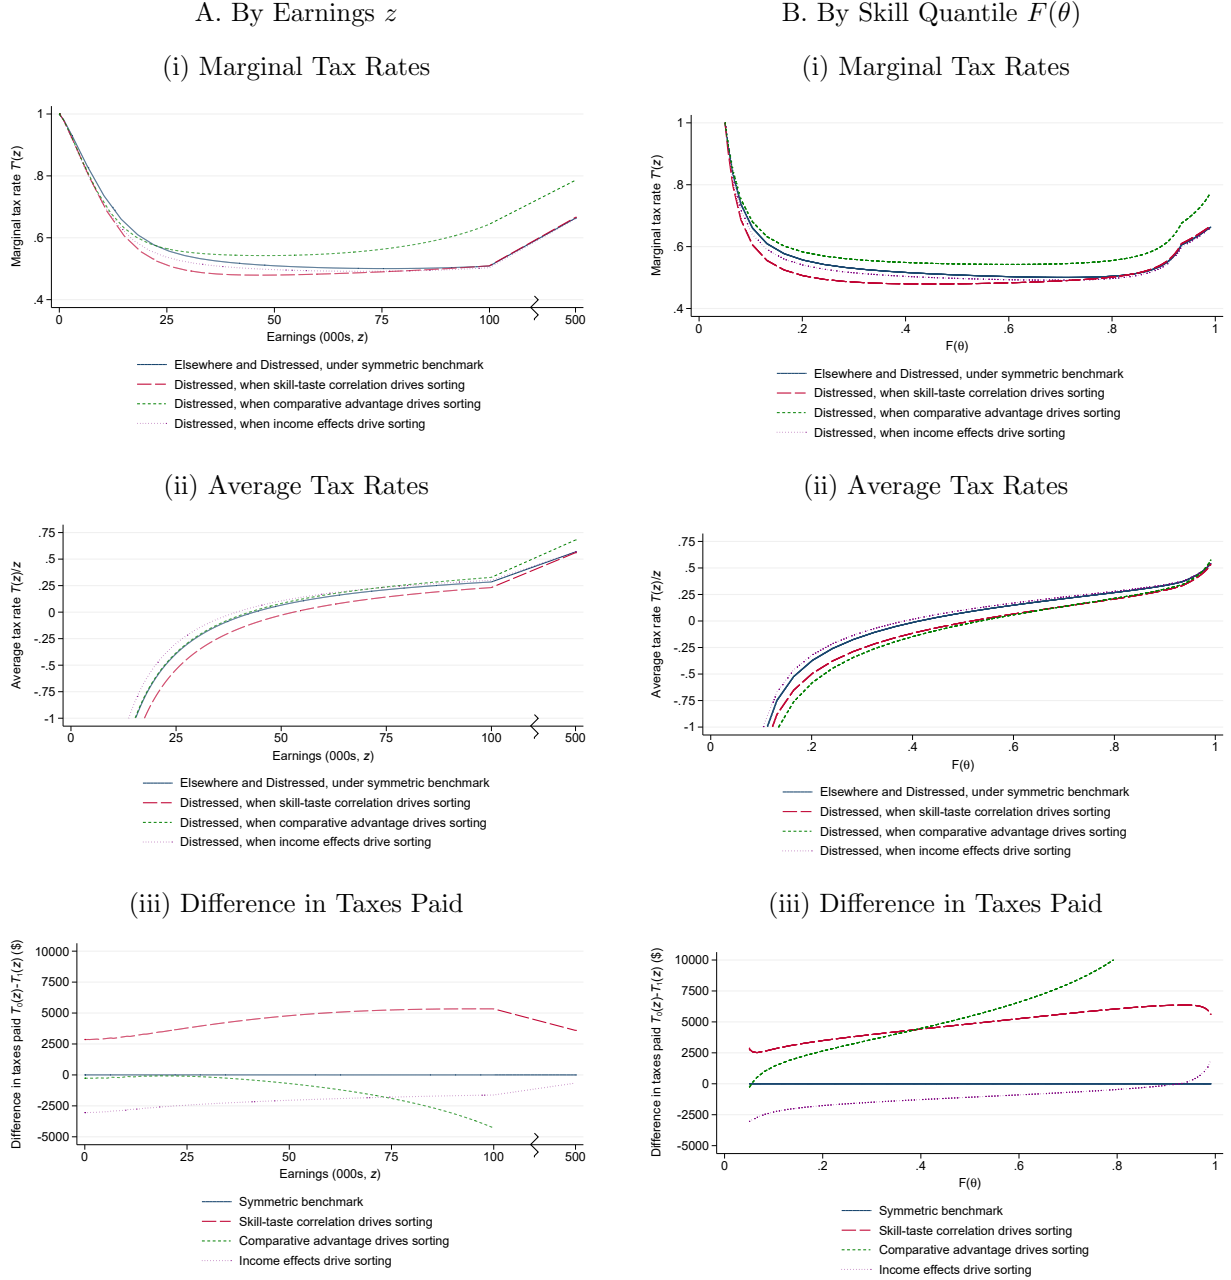 A. By Earnings z
(i) Marginal Tax Rates
Marginal tax rate T'(z)
1
.8
.6
.4
0
25
50
75
100
500
Earnings (000s, z)
Elsewhere and Distressed, under symmetric benchmark
Distressed, when skill-taste correlation drives sorting
Distressed, when comparative advantage drives sorting
Distressed, when income effects drive sorting
(ii) Average Tax Rates
Average tax rate T(z)/z
.75
.5
.25
0
-.25
-.5
-.75
-1
0
25
50
75
100
500
Earnings (000s, z)
Elsewhere and Distressed, under symmetric benchmark
Distressed, when skill-taste correlation drives sorting
Distressed, when comparative advantage drives sorting
Distressed, when income effects drive sorting
(iii) Difference in Taxes Paid
Difference in taxes paid T₀(z)-T₁(z) ($)
10000
7500
5000
2500
0
-2500
-5000
0
25
50
75
100
500
Earnings (000s, z)
Symmetric benchmark
Skill-taste correlation drives sorting
Comparative advantage drives sorting
Income effects drive sorting
B. By Skill Quantile F(θ)
(i) Marginal Tax Rates
Marginal tax rate T'(z)
1
.8
.6
.4
0
.2
.4
.6
.8
1
F(θ)
Elsewhere and Distressed, under symmetric benchmark
Distressed, when skill-taste correlation drives sorting
Distressed, when comparative advantage drives sorting
Distressed, when income effects drive sorting
(ii) Average Tax Rates
Average tax rate T(z)/z
.75
.5
.25
0
-.25
-.5
-.75
-1
0
.2
.4
.6
.8
1
F(θ)
Elsewhere and Distressed, under symmetric benchmark
Distressed, when skill-taste correlation drives sorting
Distressed, when comparative advantage drives sorting
Distressed, when income effects drive sorting
(iii) Difference in Taxes Paid
Difference in taxes paid T₀(z)-T₁(z) ($)
10000
7500
5000
2500
0
-2500
-5000
0
.2
.4
.6
.8
1
F(θ)
Symmetric benchmark
Skill-taste correlation drives sorting
Comparative advantage drives sorting
Income effects drive sorting